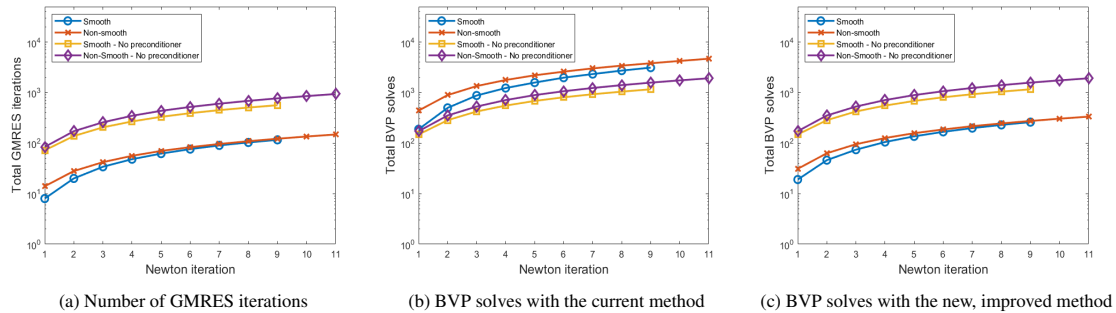 Smooth
Non-smooth
Smooth - No preconditioner
Non-Smooth - No preconditioner
Total GMRES iterations
10^4
10^3
10^2
10^1
10^0
1 2 3 4 5 6 7 8 9 10 11
Newton iteration
(a) Number of GMRES iterations
Smooth
Non-smooth
Smooth - No preconditioner
Non-Smooth - No preconditioner
Total BVP solves
10^4
10^3
10^2
10^1
10^0
1 2 3 4 5 6 7 8 9 10 11
Newton iteration
(b) BVP solves with the current method
Smooth
Non-smooth
Smooth - No preconditioner
Non-Smooth - No preconditioner
Total BVP solves
10^4
10^3
10^2
10^1
10^0
1 2 3 4 5 6 7 8 9 10 11
Newton iteration
(c) BVP solves with the new, improved method